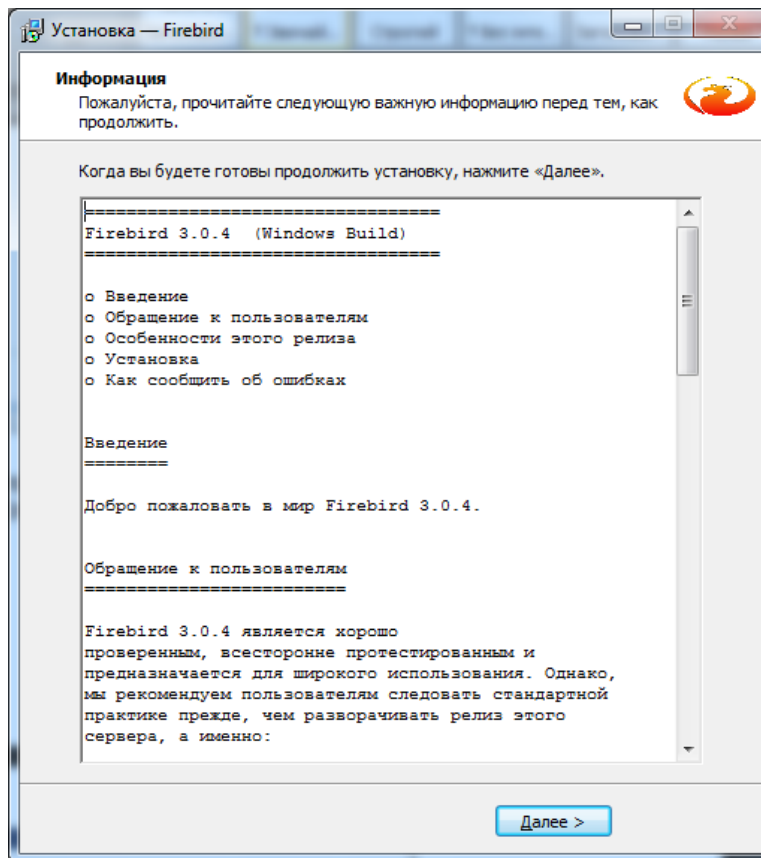 Установка — Firebird
Информация
Пожалуйста, прочитайте следующую важную информацию перед тем, как
продолжить.
Когда вы будете готовы продолжить установку, нажмите «Далее».
==================================
Firebird 3.0.4  (Windows Build)
==================================
o Введение
o Обращение к пользователям
o Особенности этого релиза
o Установка
o Как сообщить об ошибках
Введение
========
Добро пожаловать в мир Firebird 3.0.4.
Обращение к пользователям
=========================
Firebird 3.0.4 является хорошо
проверенным, всесторонне протестированным и
предназначается для широкого использования. Однако,
мы рекомендуем пользователям следовать стандартной
практике прежде, чем разворачивать релиз этого
сервера, а именно:
Далее >